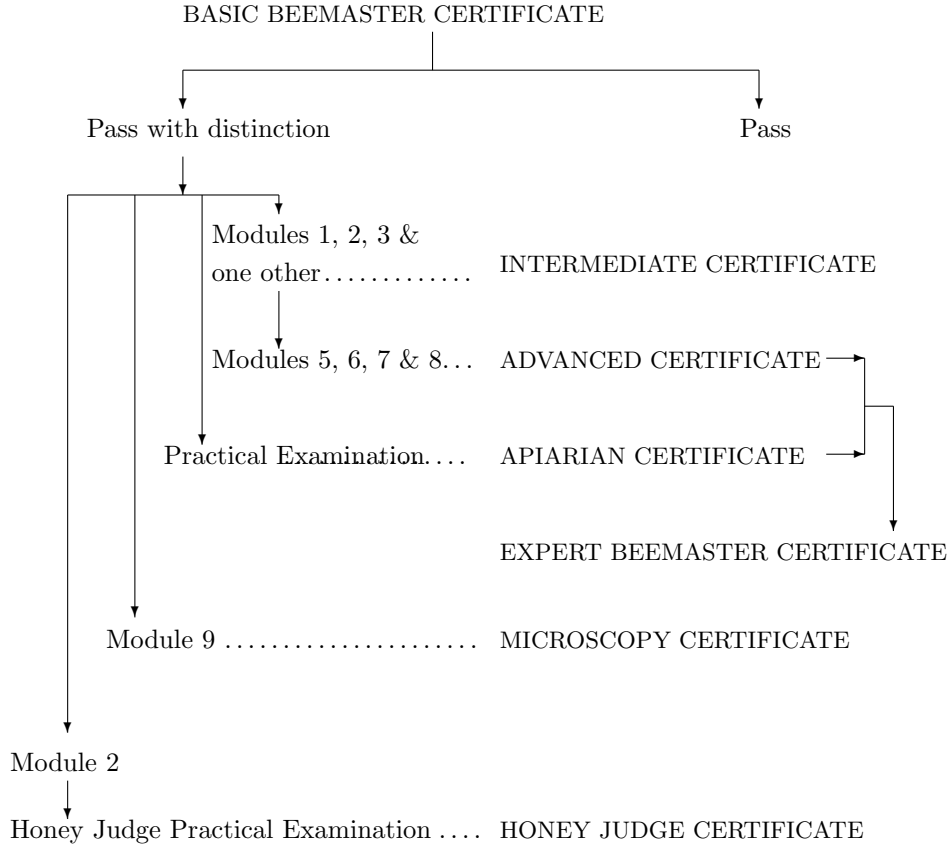 BASIC BEEMASTER CERTIFICATE
Pass with distinction
Pass
Modules 1, 2, 3 &
one other............. INTERMEDIATE CERTIFICATE
Modules 5, 6, 7 & 8... ADVANCED CERTIFICATE
Practical Examination.... APIARIAN CERTIFICATE
EXPERT BEEMASTER CERTIFICATE
Module 9 ...................... MICROSCOPY CERTIFICATE
Module 2
Honey Judge Practical Examination .... HONEY JUDGE CERTIFICATE